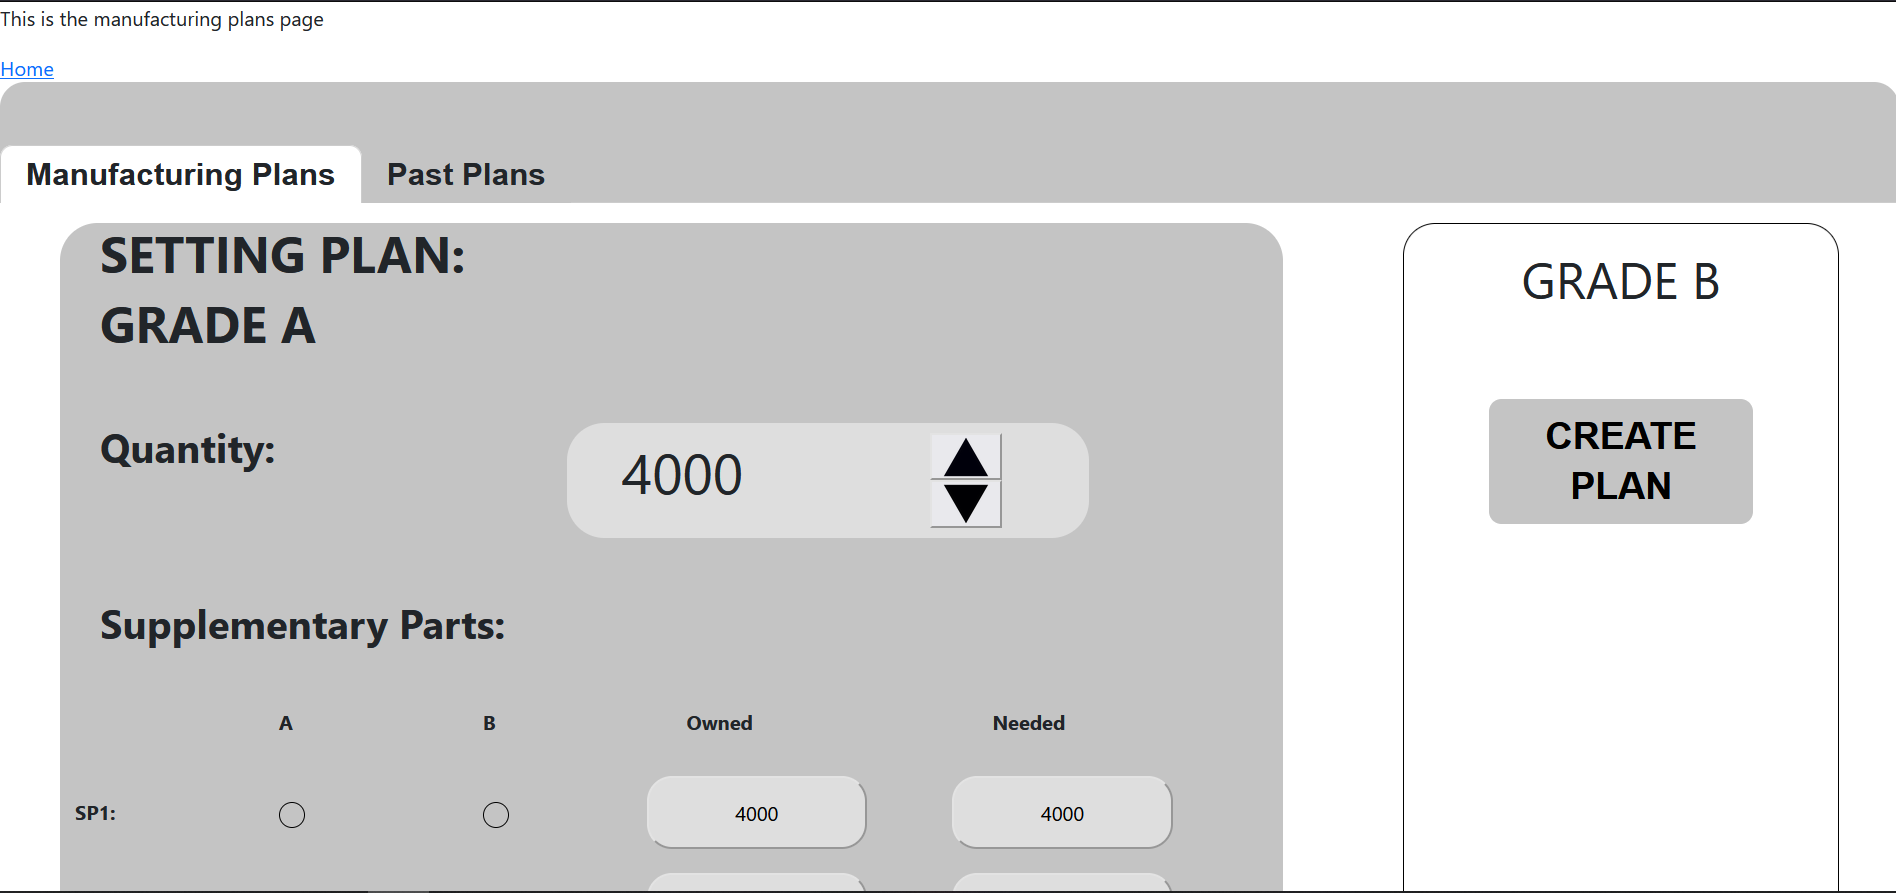 This is the manufacturing plans page
Home
Manufacturing Plans Past Plans
SETTING PLAN:
GRADE A
Quantity:
4000
Supplementary Parts:
A B Owned Needed
SP1: 4000 4000
GRADE B
CREATE
PLAN